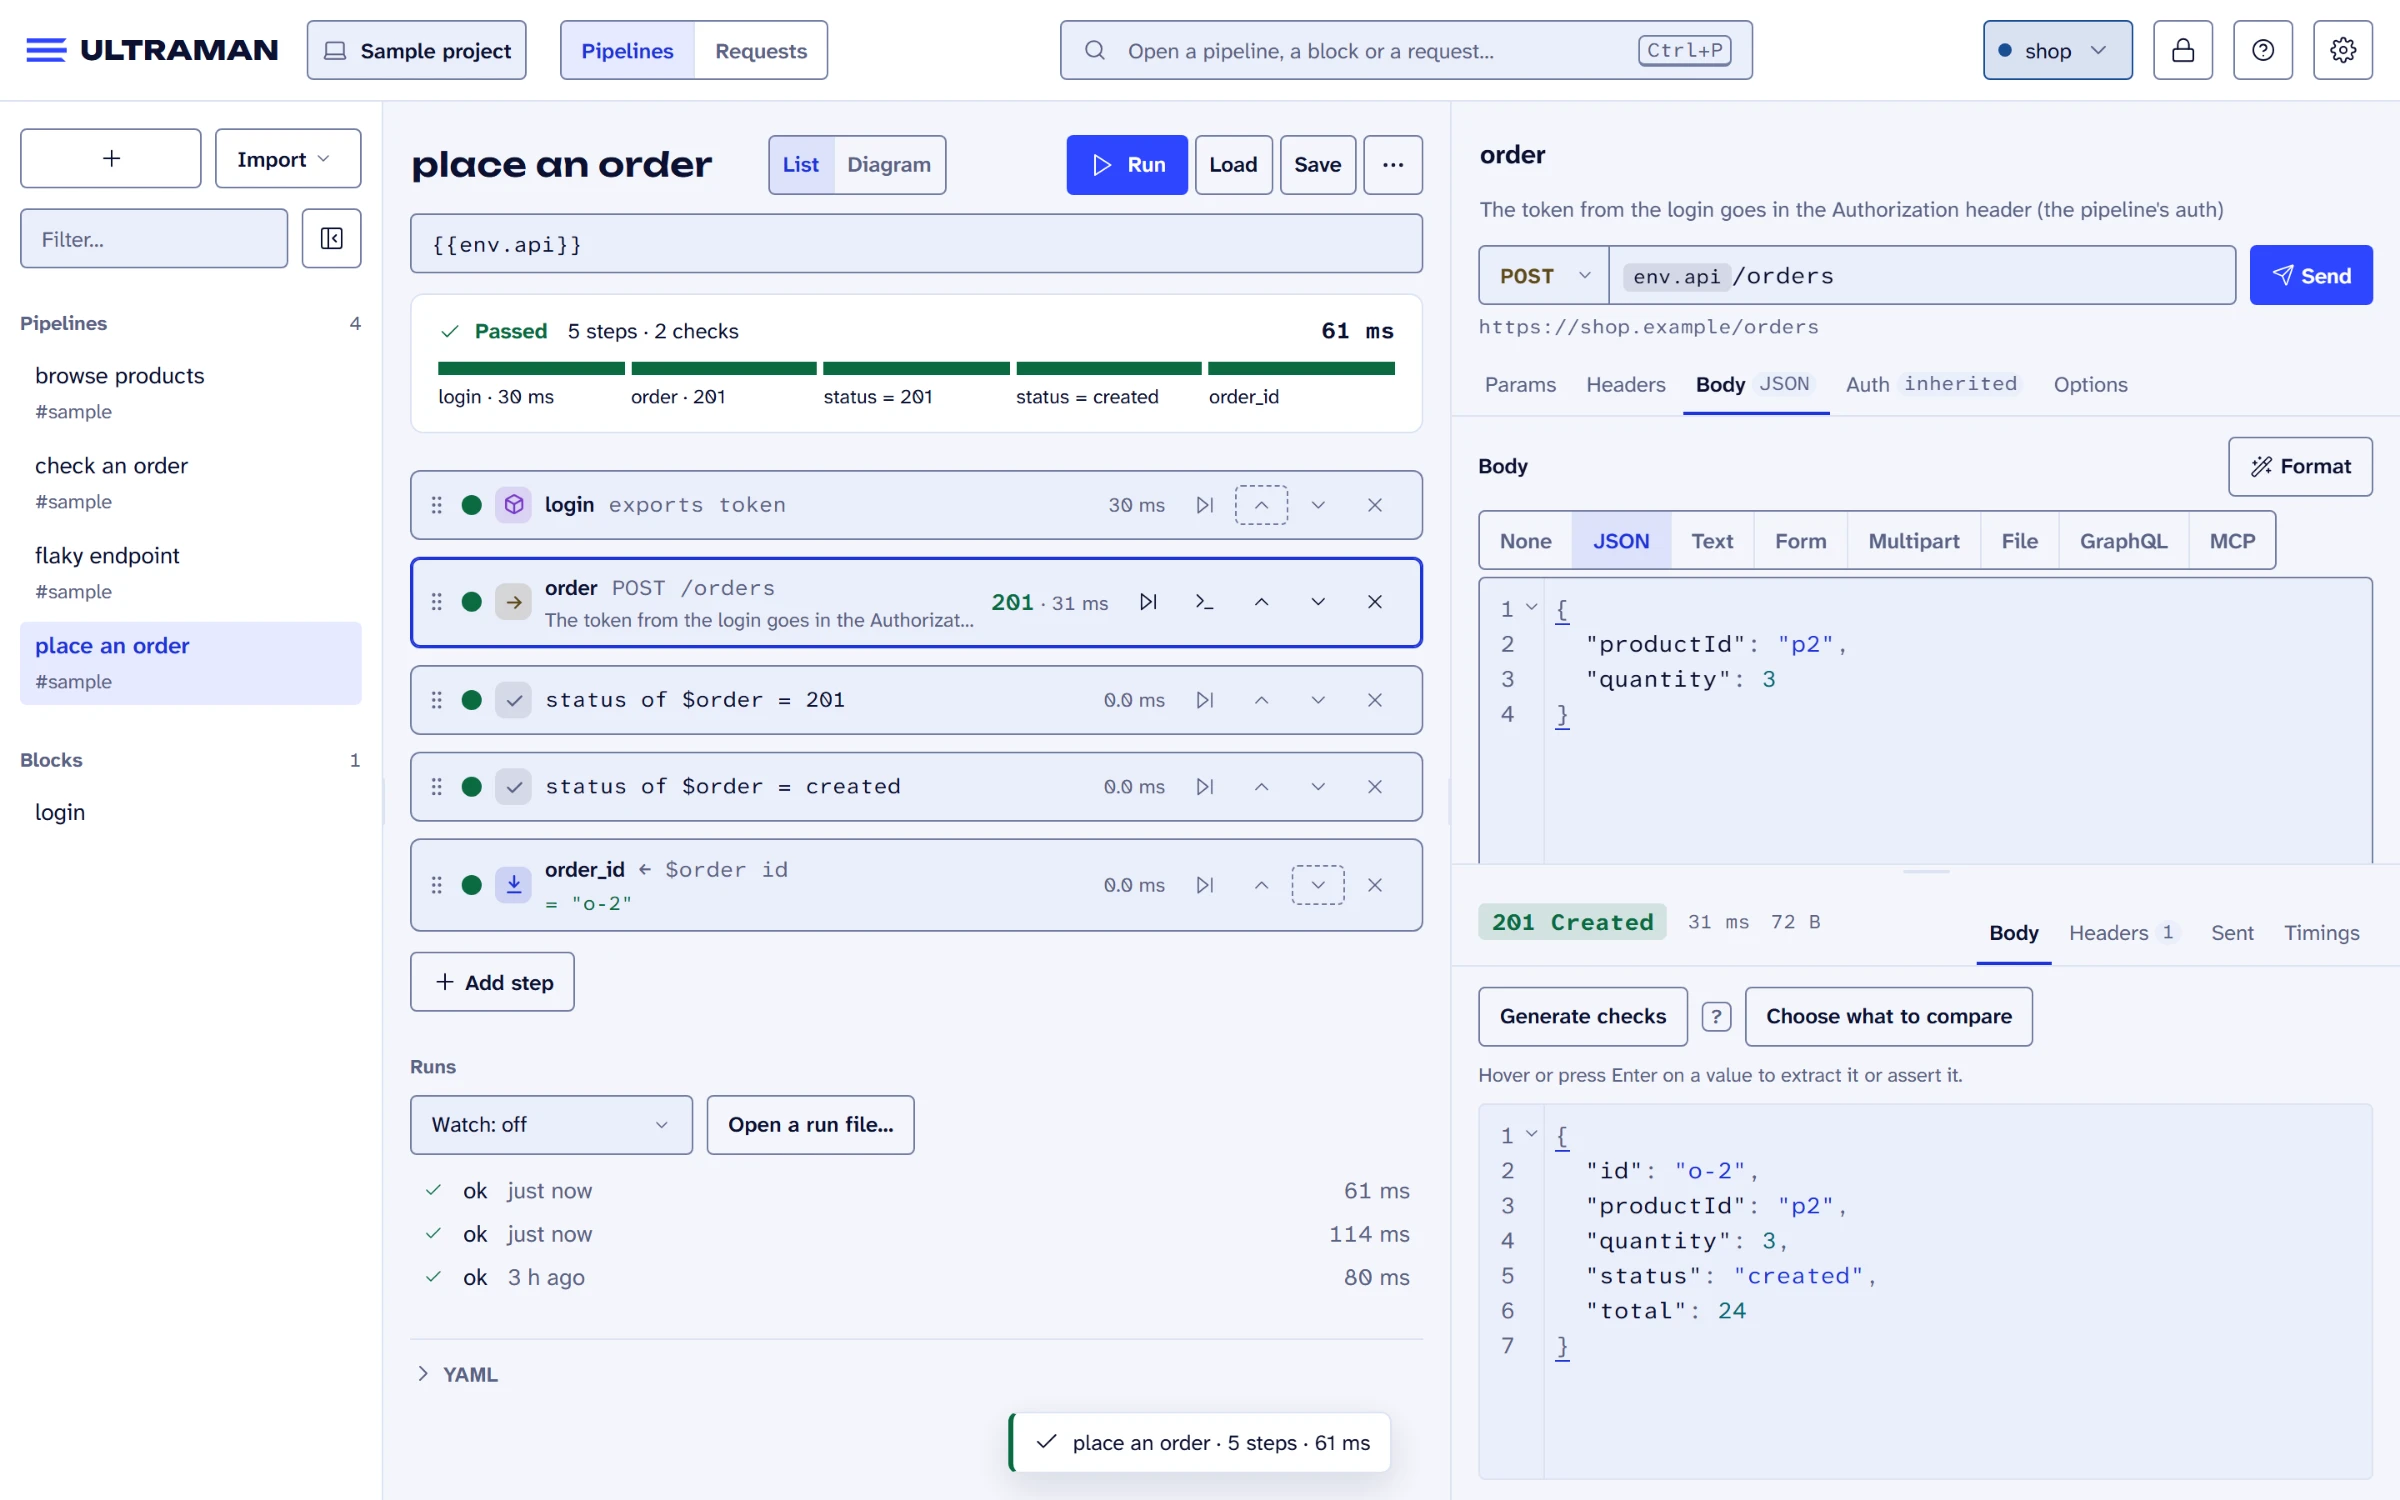 ULTRAMAN
Sample project
Pipelines
Requests
Open a pipeline, a block or a request...
Ctrl+P
shop
+
Import
Filter...
Pipelines 4
browse products
#sample
check an order
#sample
flaky endpoint
#sample
place an order
#sample
Blocks 1
login
place an order
List
Diagram
Run
Load
Save
...
{{env.api}}
Passed 5 steps · 2 checks 61 ms
login · 30 ms
order · 201
status = 201
status = created
order_id
login exports token 30 ms
order POST /orders
The token from the login goes in the Authorizat...
201 · 31 ms
status of $order = 201 0.0 ms
status of $order = created 0.0 ms
order_id ← $order id
= "o-2"
0.0 ms
+ Add step
Runs
Watch: off
Open a run file...
ok just now 61 ms
ok just now 114 ms
ok 3 h ago 80 ms
YAML
place an order · 5 steps · 61 ms
order
The token from the login goes in the Authorization header (the pipeline's auth)
POST env.api/orders
Send
https://shop.example/orders
Params
Headers
Body JSON
Auth inherited
Options
Body
Format
None
JSON
Text
Form
Multipart
File
GraphQL
MCP
1 {
2 "productId": "p2",
3 "quantity": 3
4 }
201 Created 31 ms 72 B
Body
Headers 1
Sent
Timings
Generate checks
?
Choose what to compare
Hover or press Enter on a value to extract it or assert it.
1 {
2 "id": "o-2",
3 "productId": "p2",
4 "quantity": 3,
5 "status": "created",
6 "total": 24
7 }